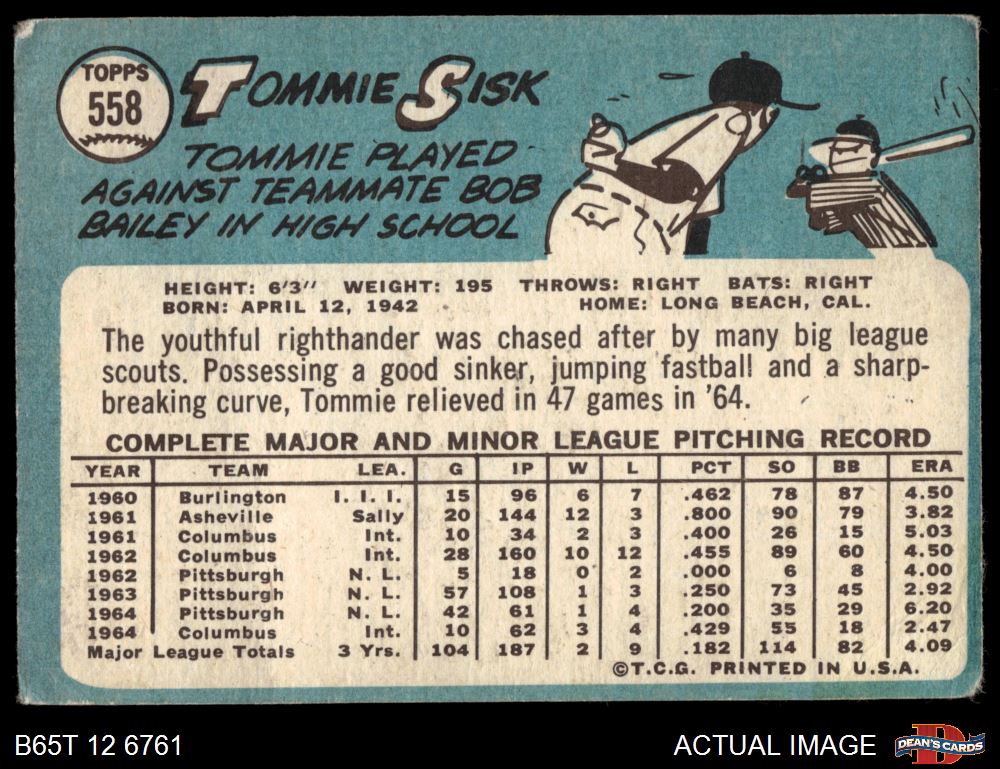 TOPPS
558
TOMMIE SISK
TOMMIE PLAYED
AGAINST TEAMMATE BOB
BAILEY IN HIGH SCHOOL
HEIGHT: 6'3" WEIGHT: 195 THROWS: RIGHT BATS: RIGHT
BORN: APRIL 12, 1942 HOME: LONG BEACH, CAL.
The youthful righthander was chased after by many big league
scouts. Possessing a good sinker, jumping fastball and a sharp-
breaking curve, Tommie relieved in 47 games in '64.
COMPLETE MAJOR AND MINOR LEAGUE PITCHING RECORD
YEAR TEAM LEA. G IP W L PCT SO BB ERA
1960 Burlington I. I. I. 15 96 6 7 .462 78 87 4.50
1961 Asheville Sally 20 144 12 3 .800 90 79 3.82
1961 Columbus Int. 10 34 2 3 .400 26 15 5.03
1962 Columbus Int. 28 160 10 12 .455 89 60 4.50
1962 Pittsburgh N. L. 5 18 0 2 .000 6 8 4.00
1963 Pittsburgh N. L. 57 108 1 3 .250 73 45 2.92
1964 Pittsburgh N. L. 42 61 1 4 .200 35 29 6.20
1964 Columbus Int. 10 62 3 4 .429 55 18 2.47
Major League Totals 3 Yrs. 104 187 2 9 .182 114 82 4.09
©T.C.G. PRINTED IN U.S.A.
B65T 12 6761 ACTUAL IMAGE
D
DEAN'S CARDS